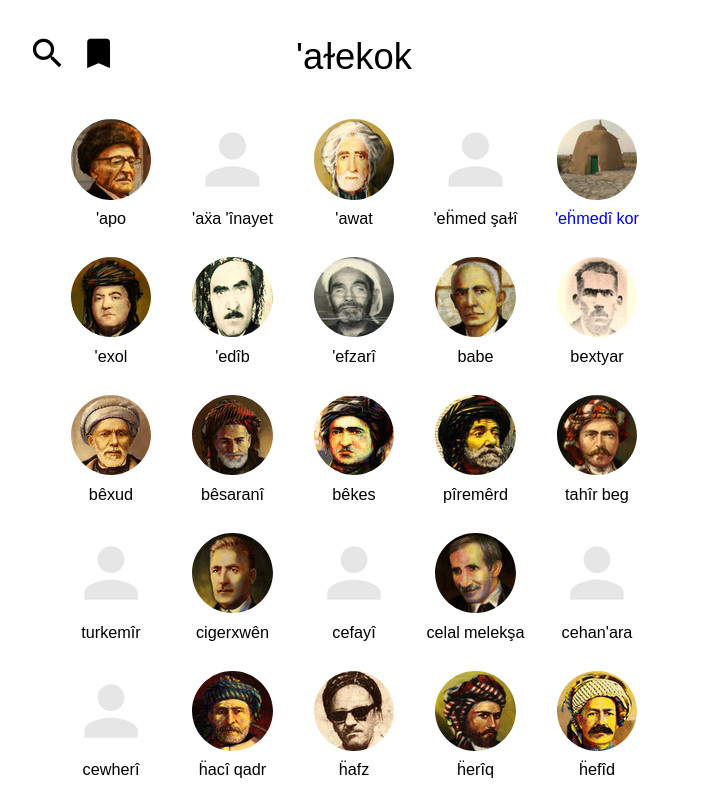 'ałekok
'apo
'aẍa 'înayet
'awat
'eḧmed şałî
'eḧmedî kor
'exol
'edîb
'efzarî
babe
bextyar
bêxud
bêsaranî
bêkes
pîremêrd
tahîr beg
turkemîr
cigerxwên
cefayî
celal melekşa
cehan'ara
cewherî
ḧacî qadr
ḧafz
ḧerîq
ḧefîd